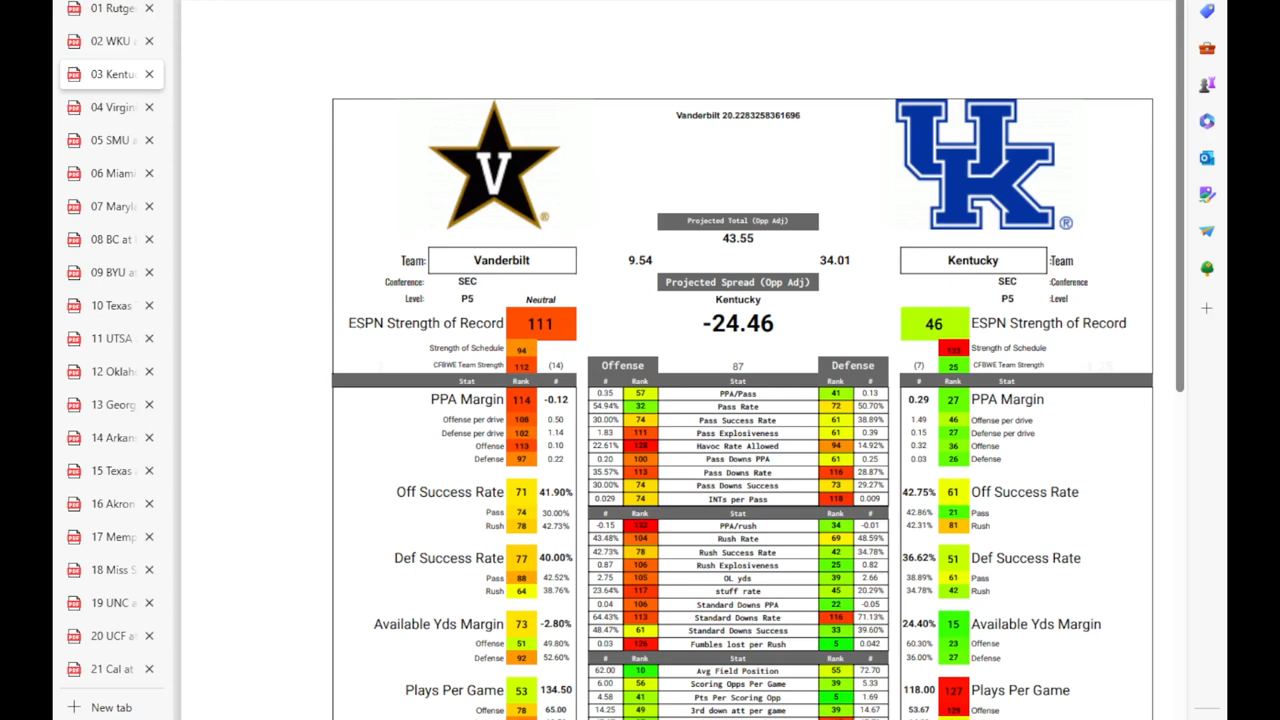 01 Rutge
02 WKU
03 Kentu
04 Virgin
05 SMU
06 Miami
07 Maryl
08 BC at
09 BYU at
10 Texas
11 UTSA
12 Oklah
13 Georg
14 Arkan
15 Texas
16 Akron
17 Memp
18 Miss S
19 UNC
20 UCF at
21 Cal at
New tab
Vanderbilt 20.2283258361696
V
UK
Projected Total (Opp Adj)
43.55
Team: Vanderbilt 9.54 34.01 Kentucky :Team
Conference: SEC Projected Spread (Opp Adj) SEC :Conference
Level: P5 Neutral Kentucky P5 :Level
ESPN Strength of Record 111 -24.46 46 ESPN Strength of Record
Strength of Schedule 94 Strength of Schedule
CFBWE Team Strength 112 (14) Offense 87 Defense (7) 25 CFBWE Team Strength
Stat Rank # # Rank Stat Rank # # Rank Stat
PPA Margin 114 -0.12 0.29 27 PPA Margin
Offense per drive 106 0.50 1.49 46 Offense per drive
Defense per drive 102 1.14 0.15 27 Defense per drive
Offense 113 0.10 0.32 36 Offense
Defense 97 0.22 0.03 26 Defense
0.35 57 PPA/Pass 41 0.13
54.94% 32 Pass Rate 72 50.70%
30.00% 74 Pass Success Rate 61 38.89%
1.83 111 Pass Explosiveness 61 0.39
22.61% 128 Havoc Rate Allowed 94 14.92%
0.20 100 Pass Downs PPA 61 0.25
35.57% 113 Pass Downs Rate 116 28.87%
30.00% 74 Pass Downs Success 73 29.27%
0.029 74 INTs per Pass 118 0.009
Off Success Rate 71 41.90% 42.75% 61 Off Success Rate
Pass 74 30.00% 42.86% 21 Pass
Rush 78 42.73% 42.31% 81 Rush
# Rank Stat Rank #
-0.15 132 PPA/rush 34 -0.01
43.48% 104 Rush Rate 69 48.59%
42.73% 78 Rush Success Rate 42 34.78%
0.87 106 Rush Explosiveness 25 0.82
2.75 105 OL yds 39 2.66
23.64% 117 stuff rate 45 20.29%
0.04 106 Standard Downs PPA 22 -0.05
64.43% 113 Standard Downs Rate 116 71.13%
48.47% 61 Standard Downs Success 33 39.60%
0.03 126 Fumbles lost per Rush 5 0.042
Def Success Rate 77 40.00% 36.62% 51 Def Success Rate
Pass 88 42.52% 38.89% 61 Pass
Rush 64 38.76% 34.78% 42 Rush
Available Yds Margin 73 -2.80% 24.40% 15 Available Yds Margin
Offense 51 49.80% 60.30% 23 Offense
Defense 92 52.60% 36.00% 27 Defense
# Rank Stat Rank #
62.00 10 Avg Field Position 55 72.70
6.00 56 Scoring Opps Per Game 39 5.33
4.58 41 Pts Per Scoring Opp 5 1.69
14.25 49 3rd down att per game 39 14.67
Plays Per Game 53 134.50 118.00 127 Plays Per Game
Offense 78 65.00 53.67 129 Offense